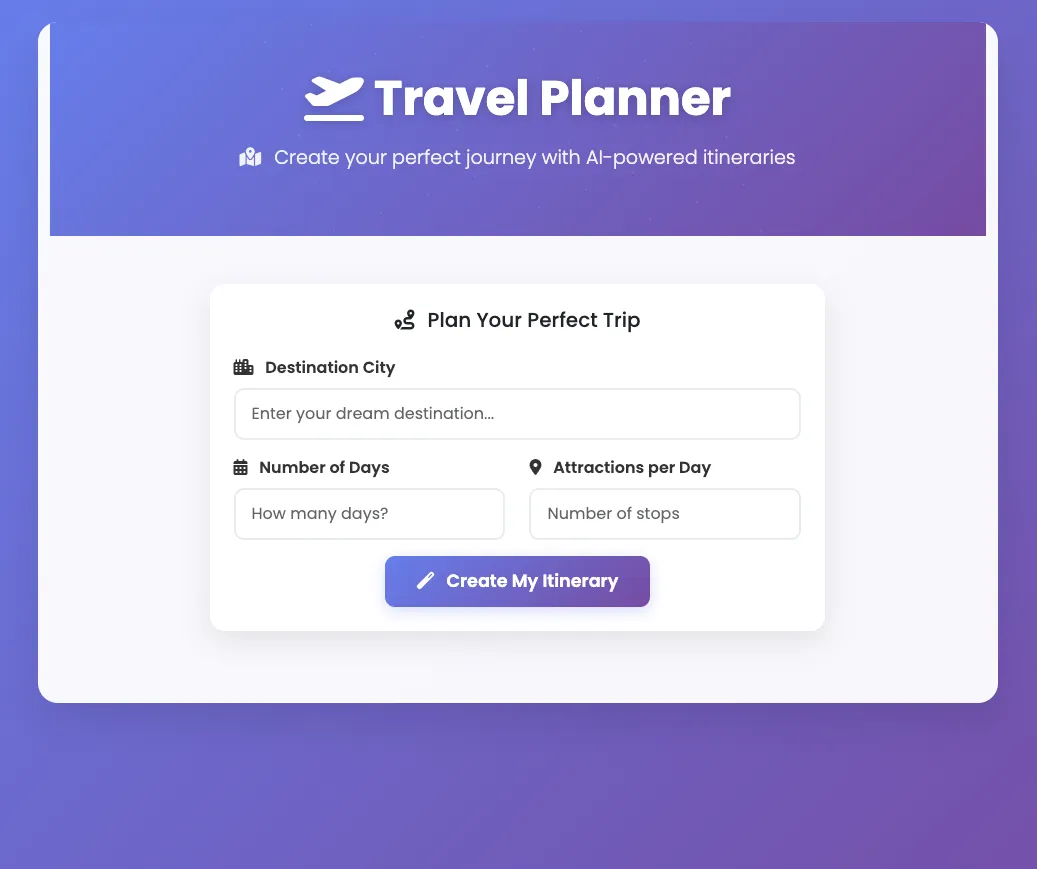 Travel Planner
Create your perfect journey with AI-powered itineraries
Plan Your Perfect Trip
Destination City
Enter your dream destination...
Number of Days
Attractions per Day
How many days?
Number of stops
Create My Itinerary